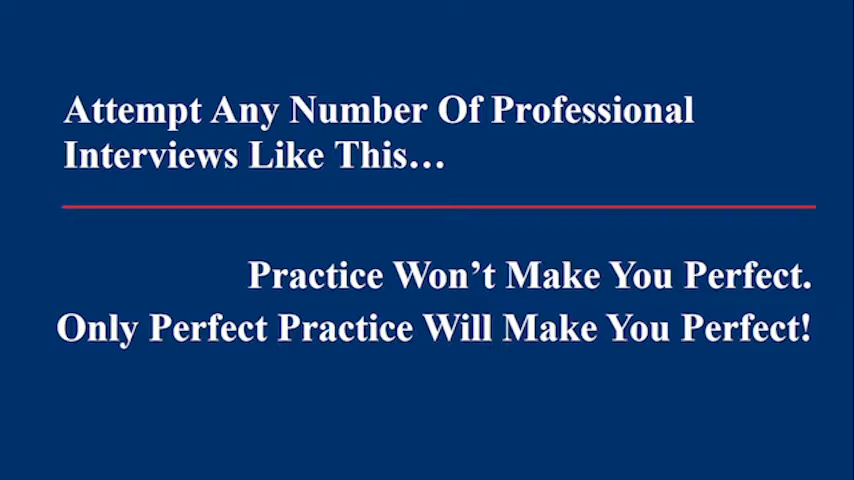 Attempt Any Number Of Professional
Interviews Like This…
Practice Won’t Make You Perfect.
Only Perfect Practice Will Make You Perfect!